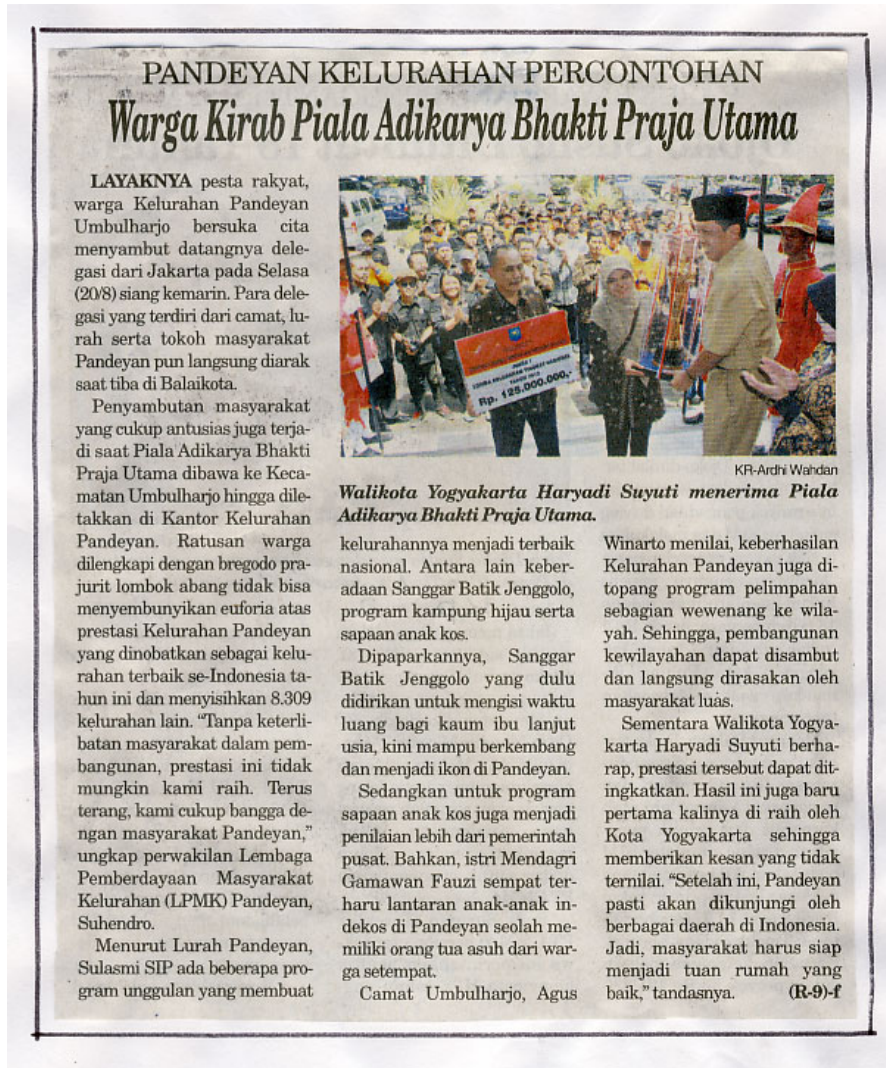 PANDEYAN KELURAHAN PERCONTOHAN
Warga Kirab Piala Adikarya Bhakti Praja Utama
LAYAKNYA pesta rakyat,
warga Kelurahan Pandeyan
Umbulharjo bersuka cita
menyambut datangnya dele-
gasi dari Jakarta pada Selasa
(20/8) siang kemarin. Para dele-
gasi yang terdiri dari camat, lu-
rah serta tokoh masyarakat
Pandeyan pun langsung diarak
saat tiba di Balaikota.
Penyambutan masyarakat
yang cukup antusias juga terja-
di saat Piala Adikarya Bhakti
Praja Utama dibawa ke Keca-
matan Umbulharjo hingga dile-
takkan di Kantor Kelurahan
Pandeyan. Ratusan warga
dilengkapi dengan bregodo pra-
jurit lombok abang tidak bisa
menyembunyikan euforia atas
prestasi Kelurahan Pandeyan
yang dinobatkan sebagai kelu-
rahan terbaik se-Indonesia ta-
hun ini dan menyisihkan 8.309
kelurahan lain. “Tanpa keterli-
batan masyarakat dalam pem-
bangunan, prestasi ini tidak
mungkin kami raih. Terus
terang, kami cukup bangga de-
ngan masyarakat Pandeyan,”
ungkap perwakilan Lembaga
Pemberdayaan Masyarakat
Kelurahan (LPMK) Pandeyan,
Suhendro.
Menurut Lurah Pandeyan,
Sulasmi SIP ada beberapa pro-
gram unggulan yang membuat
TAHUN 2013
Rp. 125.000.000,-
KR-Ardhi Wahdan
Walikota Yogyakarta Haryadi Suyuti menerima Piala
Adikarya Bhakti Praja Utama.
kelurahannya menjadi terbaik
nasional. Antara lain keber-
adaan Sanggar Batik Jenggolo,
program kampung hijau serta
sapaan anak kos.
Dipaparkannya, Sanggar
Batik Jenggolo yang dulu
didirikan untuk mengisi waktu
luang bagi kaum ibu lanjut
usia, kini mampu berkembang
dan menjadi ikon di Pandeyan.
Sedangkan untuk program
sapaan anak kos juga menjadi
penilaian lebih dari pemerintah
pusat. Bahkan, istri Mendagri
Gamawan Fauzi sempat ter-
haru lantaran anak-anak in-
dekos di Pandeyan seolah me-
miliki orang tua asuh dari war-
ga setempat.
Camat Umbulharjo, Agus
Winarto menilai, keberhasilan
Kelurahan Pandeyan juga di-
topang program pelimpahan
sebagian wewenang ke wila-
yah. Sehingga, pembangunan
kewilayahan dapat disambut
dan langsung dirasakan oleh
masyarakat luas.
Sementara Walikota Yogya-
karta Haryadi Suyuti berha-
rap, prestasi tersebut dapat dit-
ingkatkan. Hasil ini juga baru
pertama kalinya di raih oleh
Kota Yogyakarta sehingga
memberikan kesan yang tidak
ternilai. “Setelah ini, Pandeyan
pasti akan dikunjungi oleh
berbagai daerah di Indonesia.
Jadi, masyarakat harus siap
menjadi tuan rumah yang
baik,” tandasnya. (R-9)-f